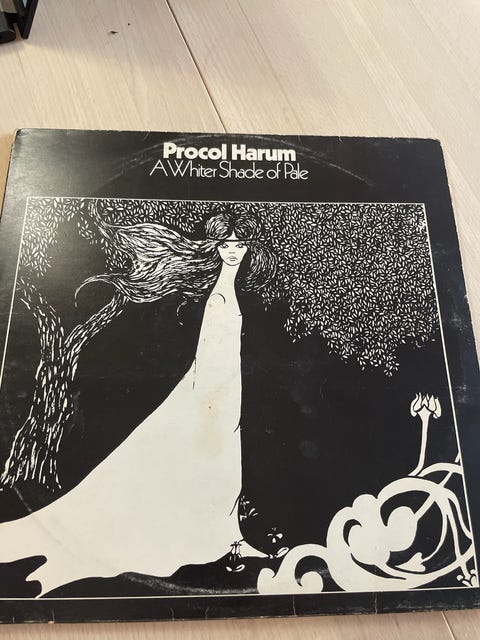 Procol Harum
A Whiter Shade of Pale